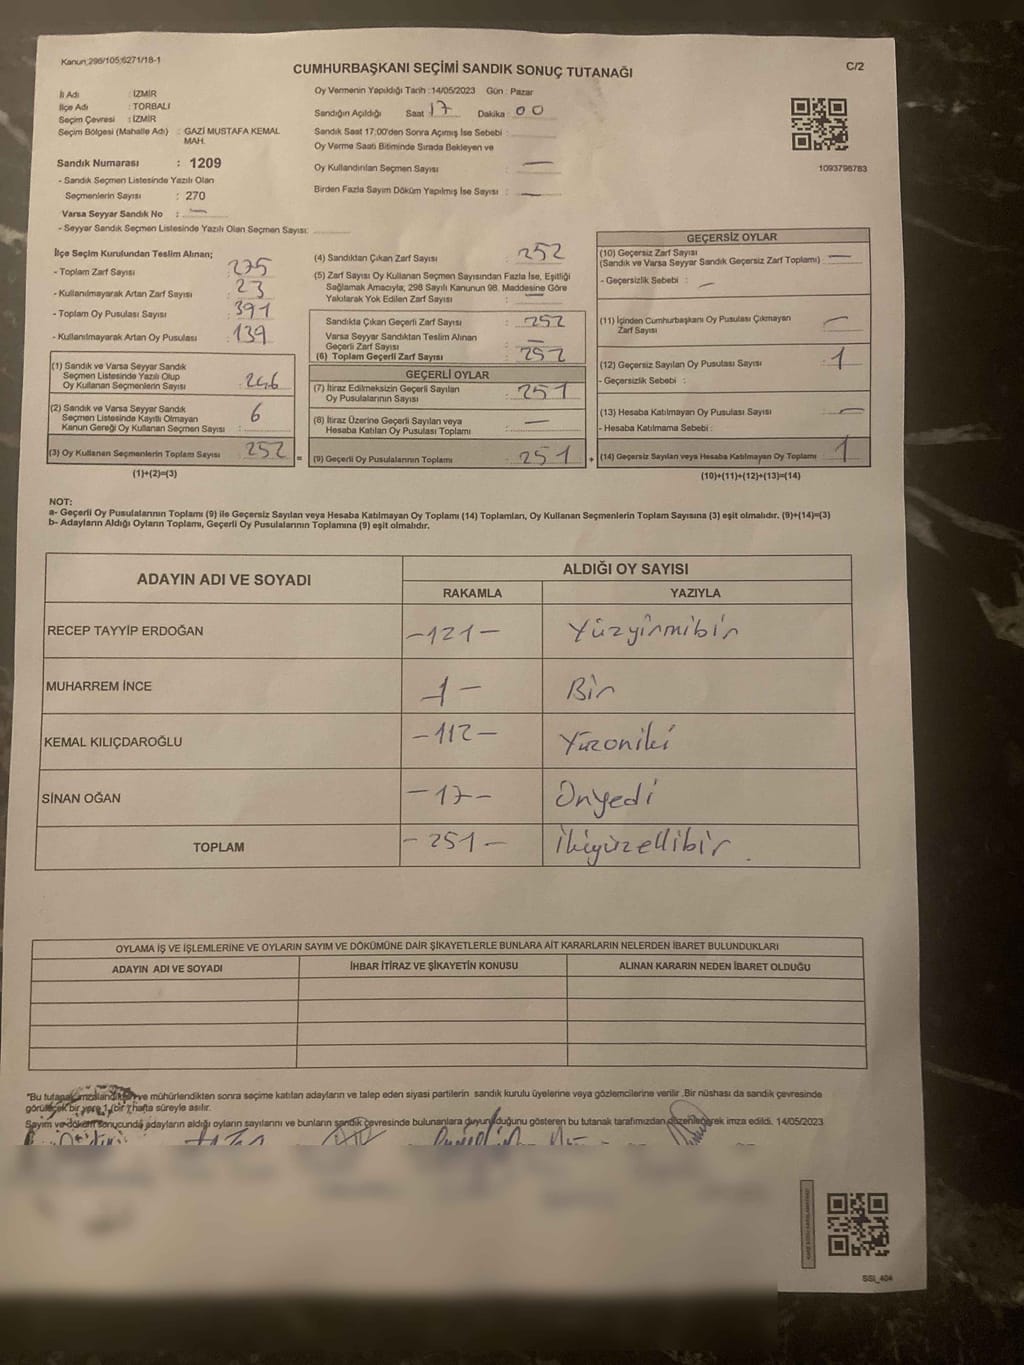 Kanun:298/105;6271/18-1
CUMHURBAŞKANI SEÇİMİ SANDIK SONUÇ TUTANAĞI
C/2
İli Adı : İZMİR
İlçe Adı : TORBALI
Seçim Çevresi : İZMİR
Seçim Bölgesi (Mahalle Adı) : GAZİ MUSTAFA KEMAL MAH.
Sandık Numarası : 1209
- Sandık Seçmen Listesinde Yazılı Olan
Seçmenlerin Sayısı : 270
Varsa Seyyar Sandık No : —
- Seyyar Sandık Seçmen Listesinde Yazılı Olan Seçmen Sayısı:
Oy Vermenin Yapıldığı Tarih :14/05/2023 Gün : Pazar
Sandığın Açıldığı Saat 17 Dakika : 00
Sandık Saat 17:00'den Sonra Açılmış İse Sebebi :
Oy Verme Saati Bitiminde Sırada Bekleyen ve
Oy Kullandırılan Seçmen Sayısı : —
Birden Fazla Sayım Döküm Yapılmış İse Sayısı : —
1093796783
İlçe Seçim Kurulundan Teslim Alınan;
- Toplam Zarf Sayısı : 275
- Kullanılmayarak Artan Zarf Sayısı : 23
- Toplam Oy Pusulası Sayısı : 391
- Kullanılmayarak Artan Oy Pusulası : 139
(1) Sandık ve Varsa Seyyar Sandık
Seçmen Listesinde Yazılı Olup
Oy Kullanan Seçmenlerin Sayısı : 246
(2) Sandık ve Varsa Seyyar Sandık
Seçmen Listesinde Kayıtlı Olmayan
Kanun Gereği Oy Kullanan Seçmen Sayısı : 6
(3) Oy Kullanan Seçmenlerin Toplam Sayısı : 252
(1)+(2)=(3)
=
(4) Sandıktan Çıkan Zarf Sayısı : 252
(5) Zarf Sayısı Oy Kullanan Seçmen Sayısından Fazla İse, Eşitliği
Sağlamak Amacıyla, 298 Sayılı Kanunun 98. Maddesine Göre
Yakılarak Yok Edilen Zarf Sayısı : —
Sandıkta Çıkan Geçerli Zarf Sayısı : 252
Varsa Seyyar Sandıktan Teslim Alınan
Geçerli Zarf Sayısı : —
(6) Toplam Geçerli Zarf Sayısı : 252
GEÇERLİ OYLAR
(7) İtiraz Edilmeksizin Geçerli Sayılan
Oy Pusulalarının Sayısı : 251
(8) İtiraz Üzerine Geçerli Sayılan veya
Hesaba Katılan Oy Pusulası Toplamı : —
(9) Geçerli Oy Pusulalarının Toplamı : 251
+
GEÇERSİZ OYLAR
(10) Geçersiz Zarf Sayısı
(Sandık ve Varsa Seyyar Sandık Geçersiz Zarf Toplamı) : —
- Geçersizlik Sebebi : —
(11) İçinden Cumhurbaşkanı Oy Pusulası Çıkmayan
Zarf Sayısı : —
(12) Geçersiz Sayılan Oy Pusulası Sayısı : 1
- Geçersizlik Sebebi :
(13) Hesaba Katılmayan Oy Pusulası Sayısı : —
- Hesaba Katılmama Sebebi :
(14) Geçersiz Sayılan veya Hesaba Katılmayan Oy Toplamı : 1
(10)+(11)+(12)+(13)=(14)
NOT:
a- Geçerli Oy Pusulalarının Toplamı (9) ile Geçersiz Sayılan veya Hesaba Katılmayan Oy Toplamı (14) Toplamları, Oy Kullanan Seçmenlerin Toplam Sayısına (3) eşit olmalıdır. (9)+(14)=(3)
b- Adayların Aldığı Oyların Toplamı, Geçerli Oy Pusulalarının Toplamına (9) eşit olmalıdır.
ADAYIN ADI VE SOYADI
ALDIĞI OY SAYISI
RAKAMLA YAZIYLA
RECEP TAYYİP ERDOĞAN -121- Yüzyirmibir
MUHARREM İNCE 1 - Bir
KEMAL KILIÇDAROĞLU -112- Yüzoniki
SİNAN OĞAN -17- Onyedi
TOPLAM -251- İkiyüzellibir
OYLAMA İŞ VE İŞLEMLERİNE VE OYLARIN SAYIM VE DÖKÜMÜNE DAİR ŞİKAYETLERLE BUNLARA AİT KARARLARIN NELERDEN İBARET BULUNDUKLARI
ADAYIN ADI VE SOYADI İHBAR İTİRAZ VE ŞİKAYETİN KONUSU ALINAN KARARIN NEDEN İBARET OLDUĞU
"Bu tutanak imzalandıktan ve mühürlendikten sonra seçime katılan adayların ve talep eden siyasi partilerin sandık kurulu üyelerine veya gözlemcilerine verilir .Bir nüshası da sandık çevresinde
görülecek bir yere 1 (bir) hafta süreyle asılır.
Sayım ve döküm sonucunda adayların aldığı oyların sayılarını ve bunların sandık çevresinde bulunanlara duyurulduğunu gösteren bu tutanak tarafımızdan düzenlenerek imza edildi. 14/05/2023
SSİ_404